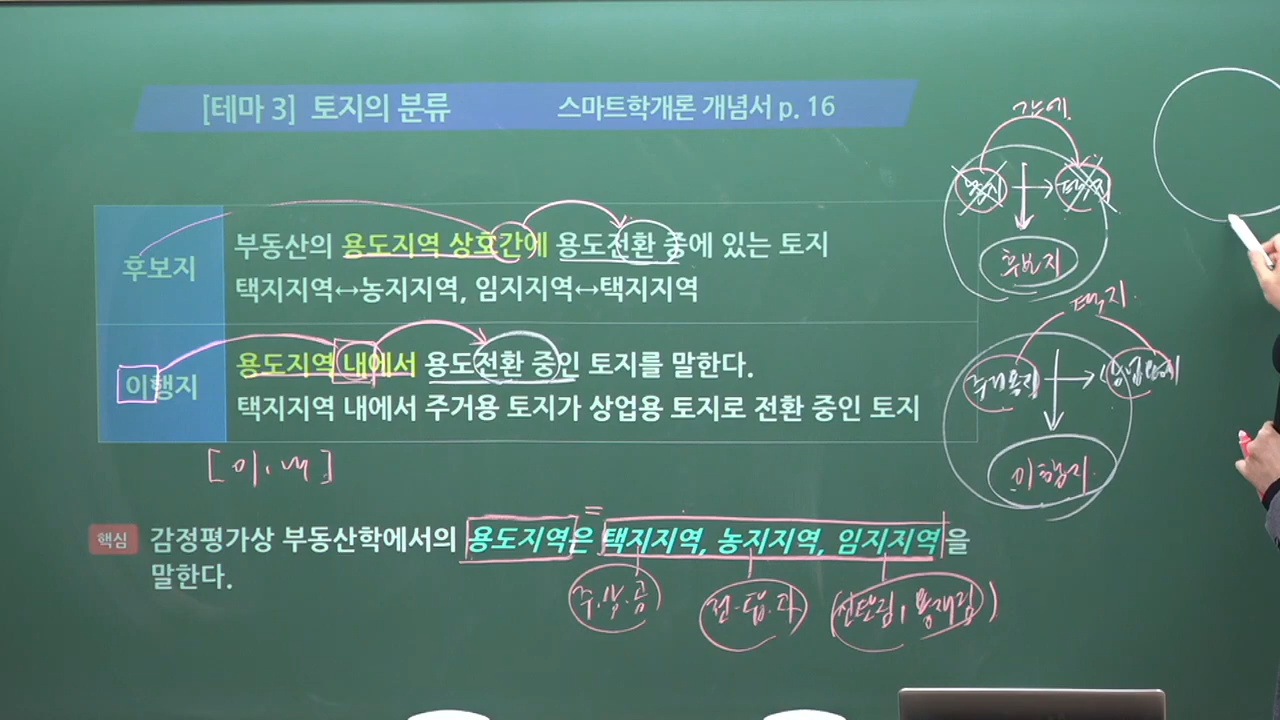 [테마 3] 토지의 분류 스마트학개론 개념서 p. 16
후보지
부동산의 용도지역 상호간에 용도전환 중에 있는 토지
택지지역↔농지지역, 임지지역↔택지지역
이행지
용도지역 내에서 용도전환 중인 토지를 말한다.
택지지역 내에서 주거용 토지가 상업용 토지로 전환 중인 토지
[이, 내]
핵심 감정평가상 부동산학에서의 용도지역은 택지지역, 농지지역, 임지지역을
말한다.
=
주.상.공
전.답.과
(신탄림, 용재림)
간에
농지 → 택지
후보지
택지
주거용지 →
이행지